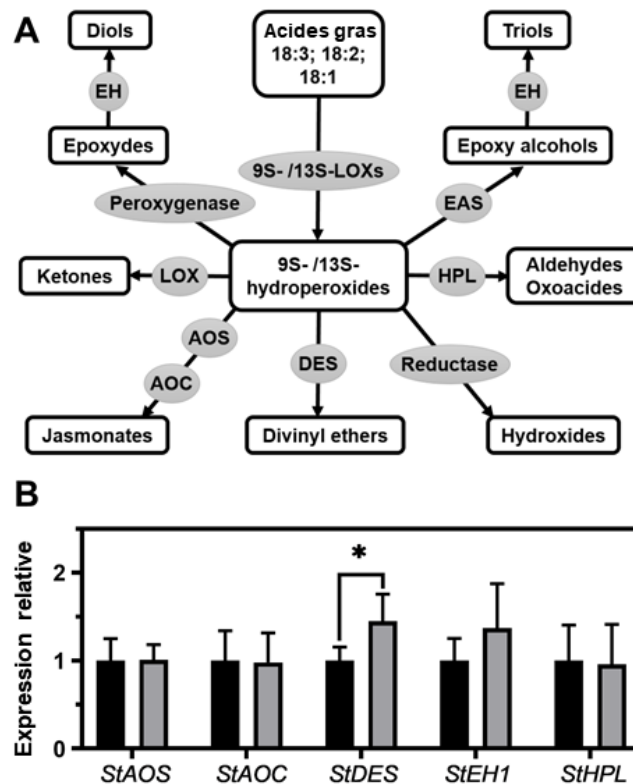 A
Diols
Acides gras
18:3; 18:2;
18:1
Triols
EH
EH
Epoxydes
Epoxy alcohols
9S- /13S-LOXs
Peroxygenase
EAS
Ketones
LOX
9S- /13S-
hydroperoxides
HPL
Aldehydes
Oxoacides
AOS
AOC
DES
Reductase
Jasmonates
Divinyl ethers
Hydroxides
B
Expression relative
2
1
0
*
StAOS
StAOC
StDES
StEH1
StHPL